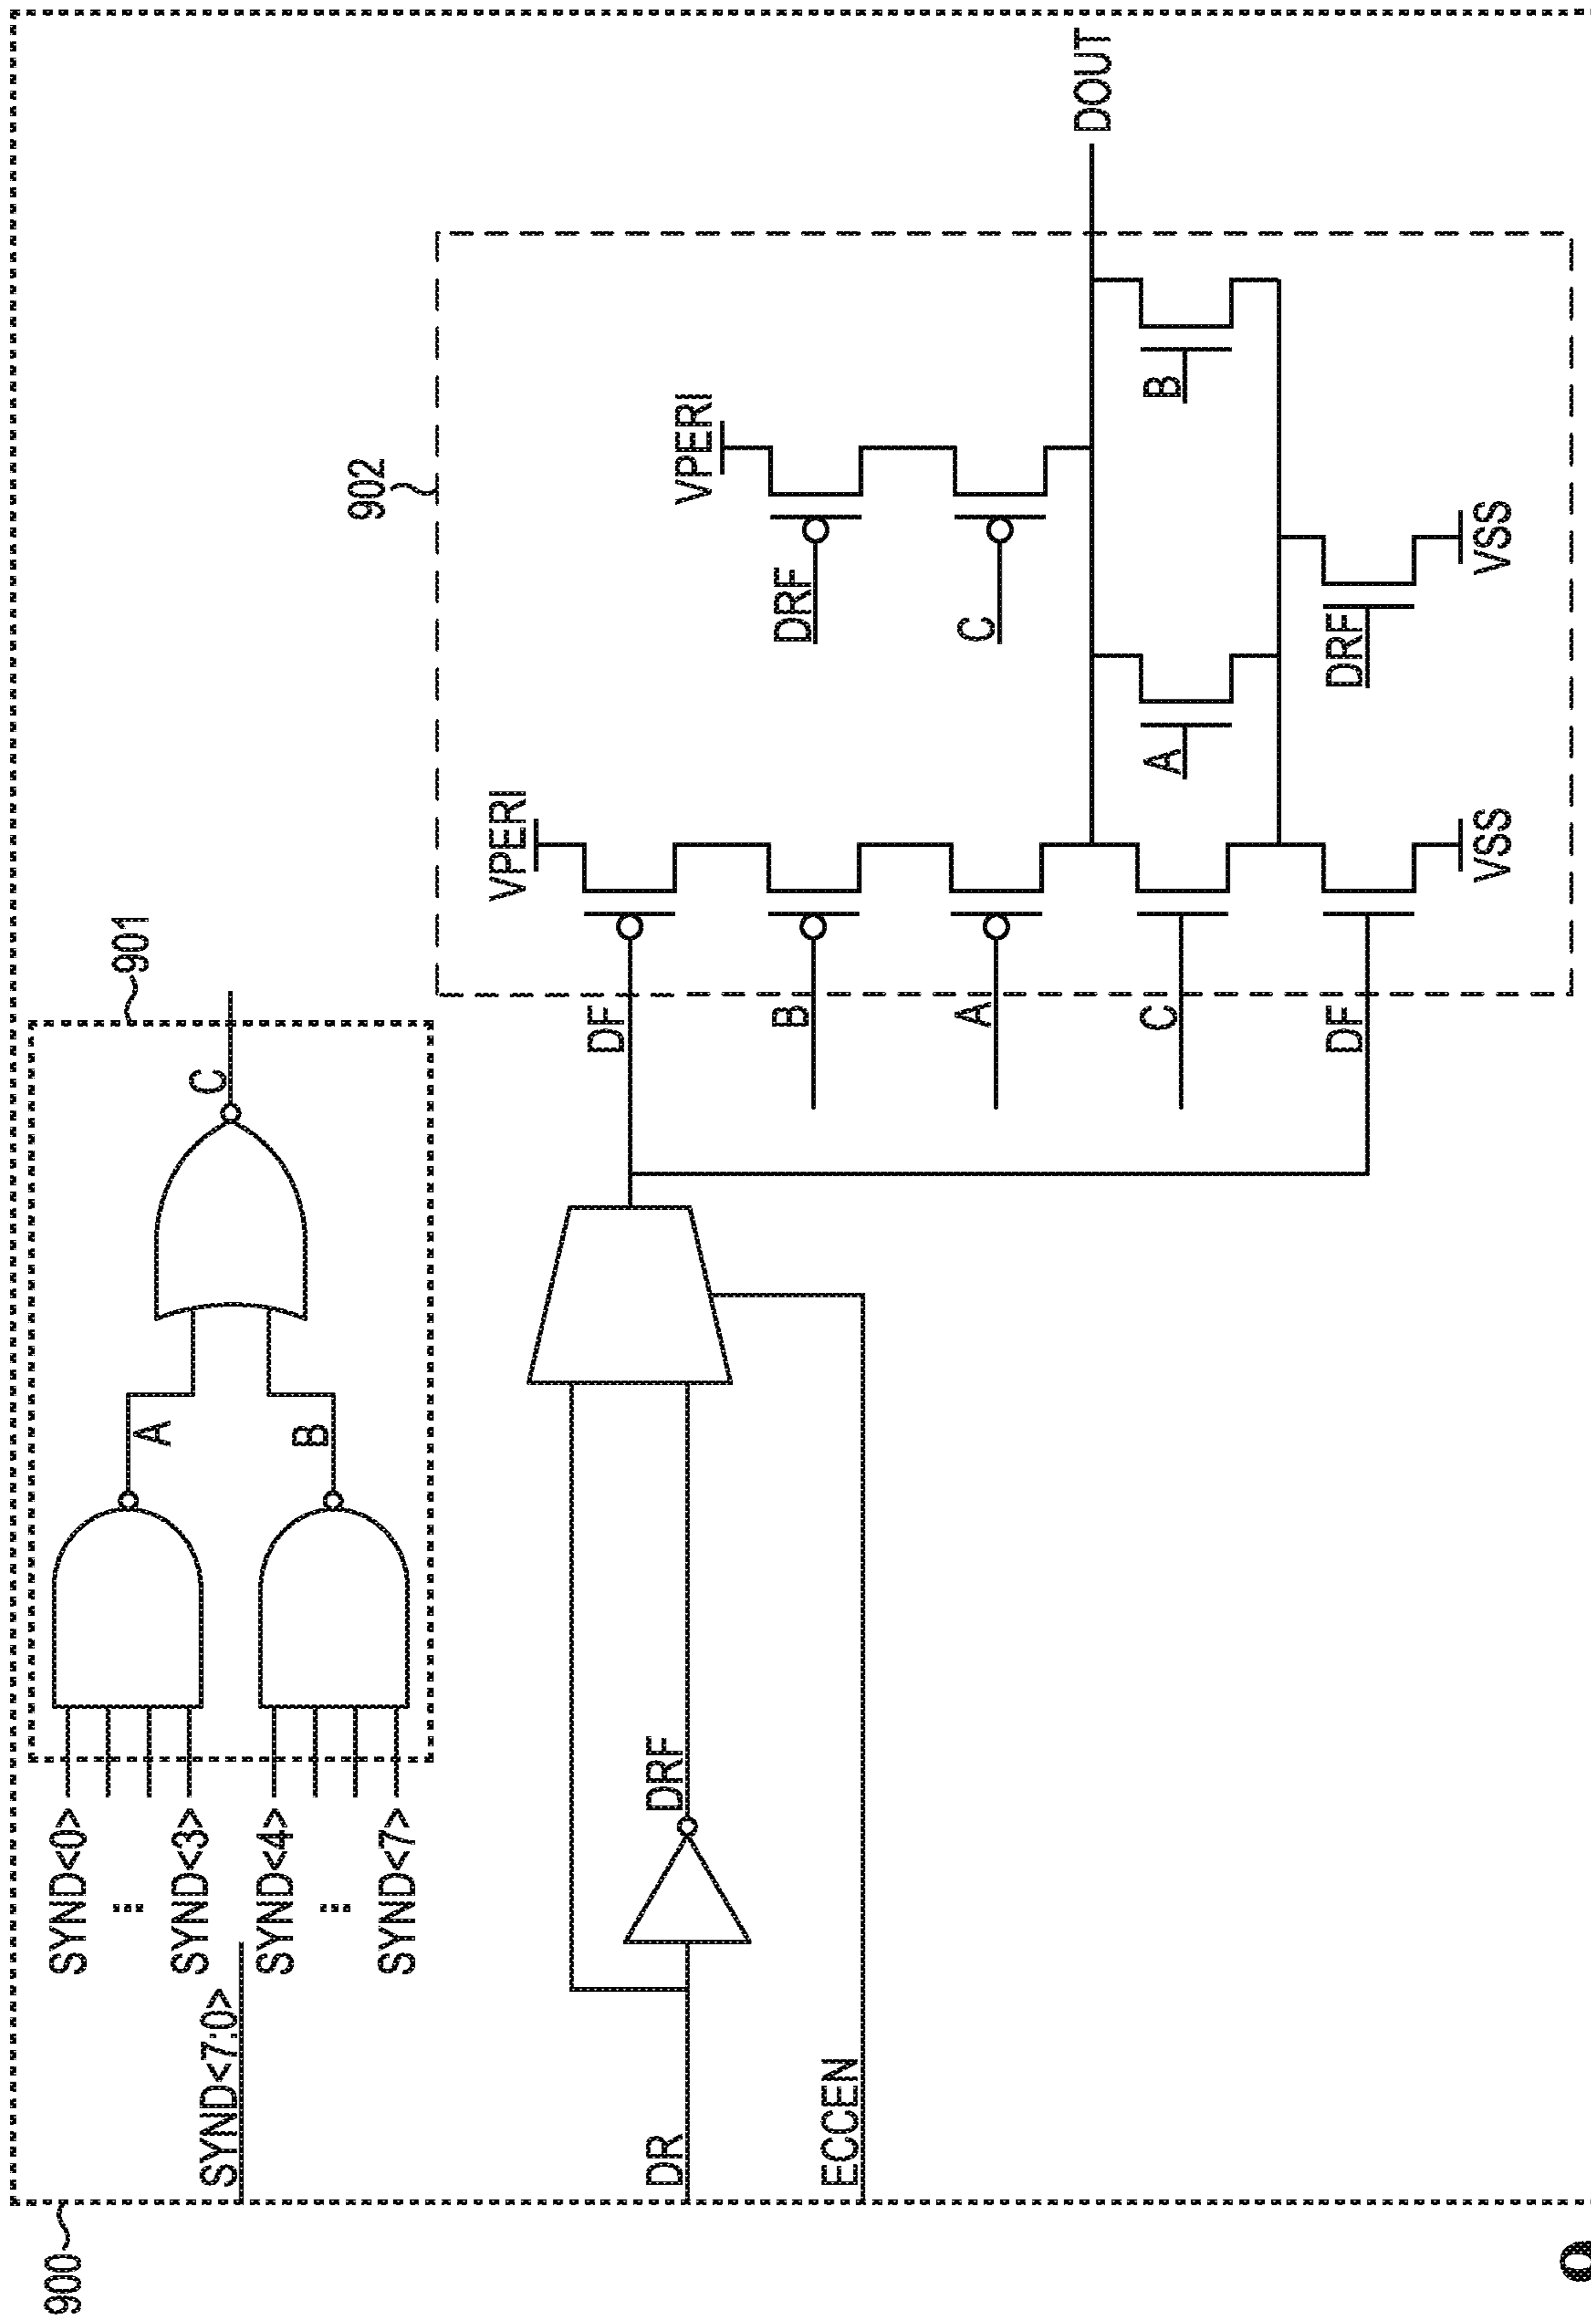 900
SYND<7:0>
SYND<0>
:
SYND<3>
SYND<4>
:
SYND<7>
A
B
C
901
DR
DRF
ECCEN
DF
B
A
C
DF
902
VPERI
VPERI
DRF
C
A
B
DRF
VSS
VSS
DOUT
9